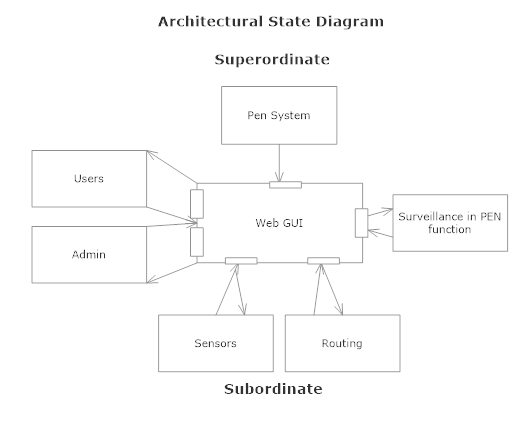 Architectural State Diagram
Superordinate
Pen System
Users
Web GUI
Surveillance in PEN
function
Admin
Sensors
Routing
Subordinate